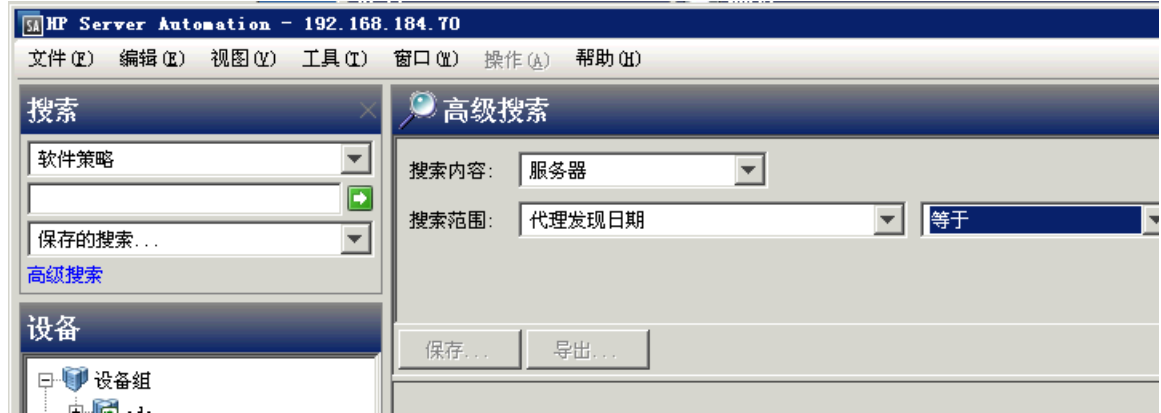 SA HP Server Automation - 192.168.184.70
文件(F) 编辑(E) 视图(V) 工具(T) 窗口(W) 操作(A) 帮助(H)
搜索
软件策略
保存的搜索...
高级搜索
设备
设备组
高级搜索
搜索内容: 服务器
搜索范围: 代理发现日期 等于
保存... 导出...